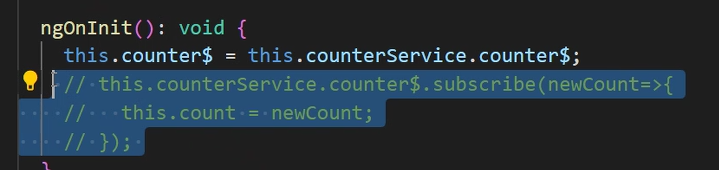 ngOnInit(): void {
this.counter$ = this.counterService.counter$;
// this.counterService.counter$.subscribe(newCount=>{
//   this.count = newCount;
// });
}